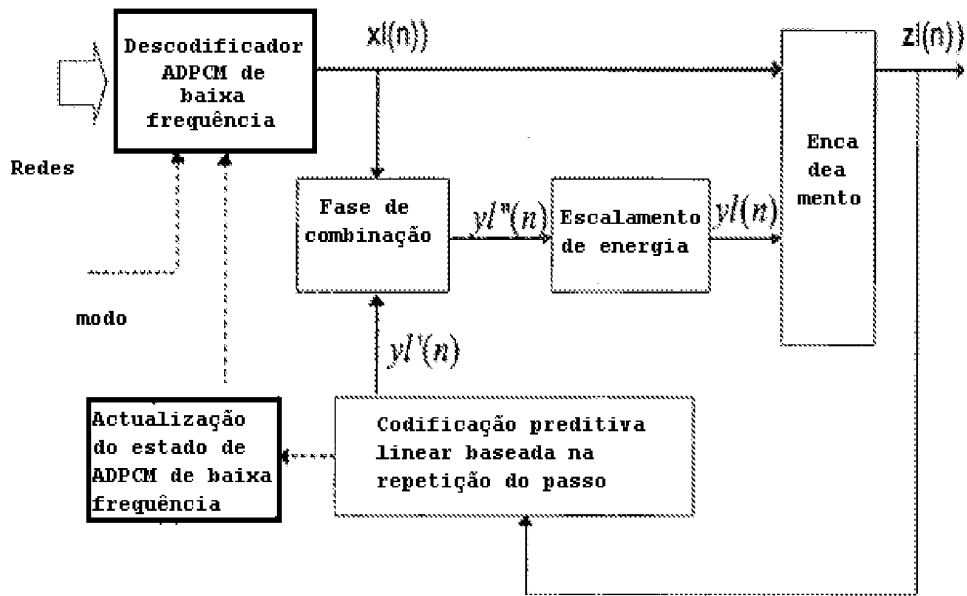 Descodificador
ADPCM de
baixa
frequência
xl(n))
zl(n))
Redes
Enca
dea
mento
Fase de
combinação
yl"(n)
Escalamento
de energia
yl(n)
modo
yl'(n)
Actualização
do estado de
ADPCM de baixa
frequência
Codificação preditiva
linear baseada na
repetição do passo